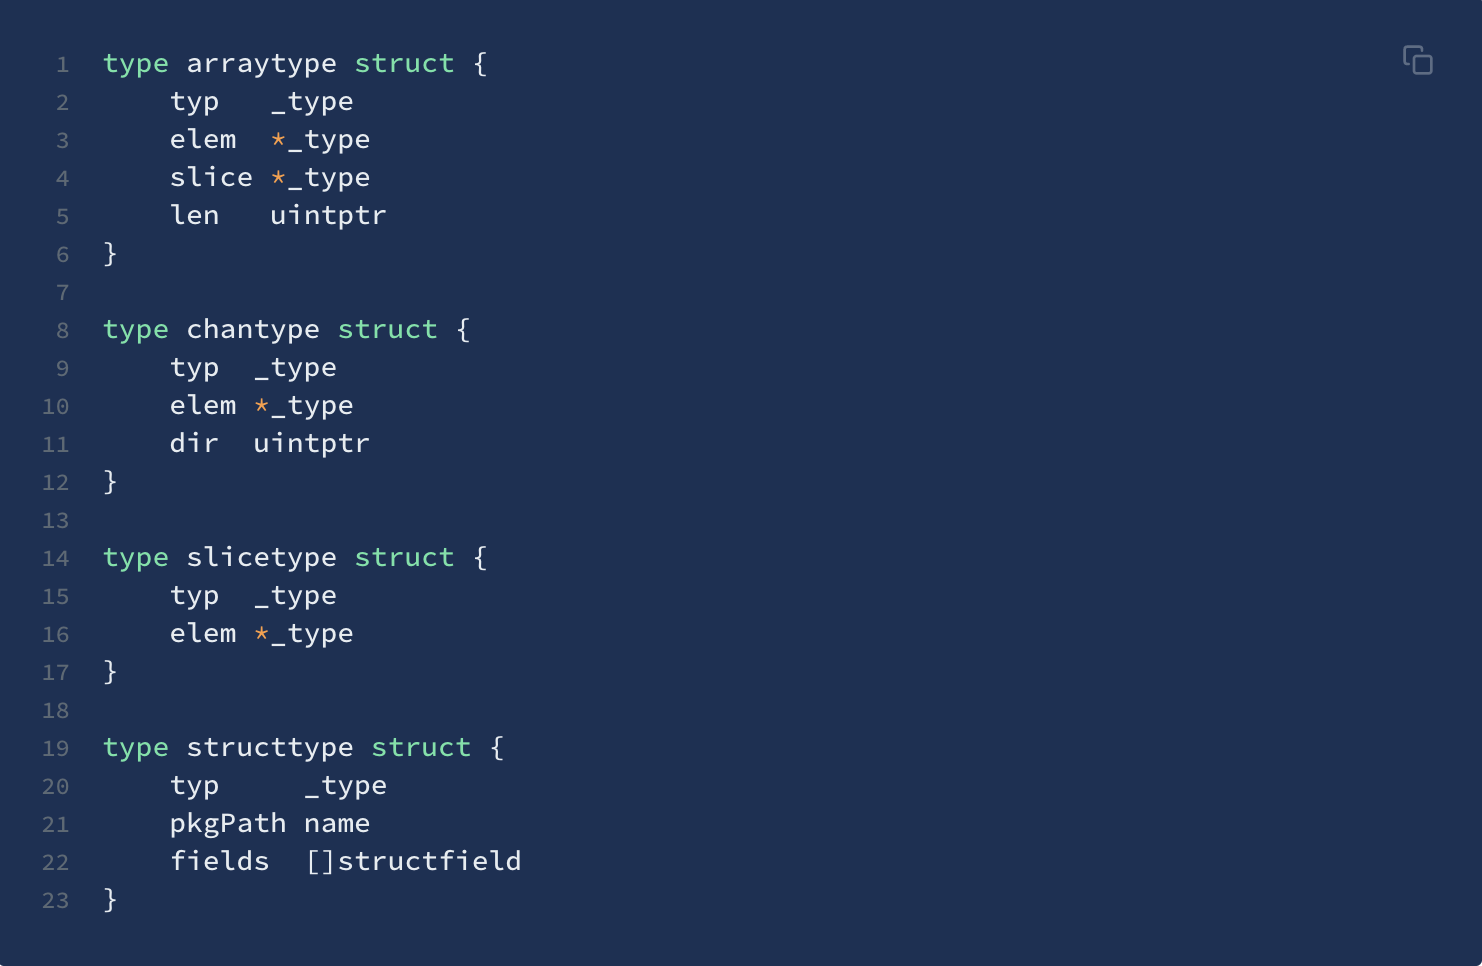 1 type arraytype struct {
2     typ   _type
3     elem  *_type
4     slice *_type
5     len   uintptr
6 }
7
8 type chantype struct {
9     typ  _type
10     elem *_type
11     dir  uintptr
12 }
13
14 type slicetype struct {
15     typ  _type
16     elem *_type
17 }
18
19 type structtype struct {
20     typ     _type
21     pkgPath name
22     fields  []structfield
23 }